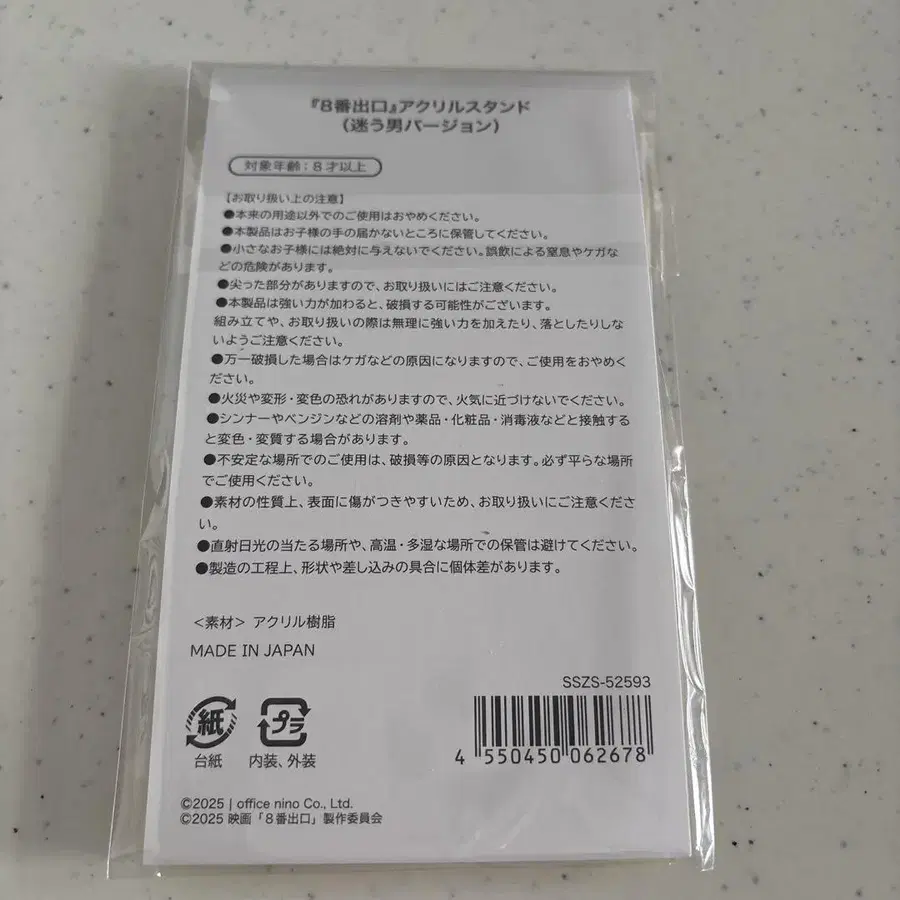 『8番出口』アクリルスタンド
（迷う男バージョン）
対象年齢：8才以上
【お取り扱い上の注意】
●本来の用途以外でのご使用はおやめください。
●本製品はお子様の手の届かないところに保管してください。
●小さなお子様には絶対に与えないでください。誤飲による窒息やケガな
どの危険があります。
●尖った部分がありますので、お取り扱いにはご注意ください。
●本製品は強い力が加わると、破損する可能性がございます。
組み立てや、お取り扱いの際は無理に強い力を加えたり、落としたりしな
いようご注意ください。
●万一破損した場合はケガなどの原因になりますので、ご使用をおやめく
ださい。
●火災や変形・変色の恐れがありますので、火気に近づけないでください。
●シンナーやベンジンなどの溶剤や薬品・化粧品・消毒液などと接触する
と変色・変質する場合があります。
●不安定な場所でのご使用は、破損等の原因となります。必ず平らな場所
でご使用ください。
●素材の性質上、表面に傷がつきやすいため、お取り扱いにご注意くださ
い。
●直射日光の当たる場所や、高温・多湿な場所での保管は避けてください。
●製造の工程上、形状や差し込みの具合に個体差があります。
＜素材＞ アクリル樹脂
MADE IN JAPAN
SSZS-52593
紙 プラ
台紙 内装、外装
4 550450 062678
©2025 | office nino Co., Ltd.
©2025 映画「8番出口」製作委員会